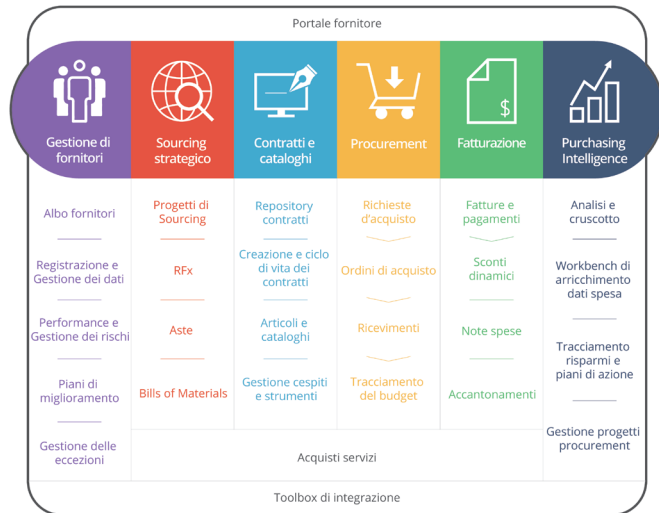 Portale fornitore
Gestione di
fornitori
Sourcing
strategico
Contratti e
cataloghi
Procurement
Fatturazione
$
Purchasing
Intelligence
Albo fornitori
Registrazione e
Gestione dei dati
Performance e
Gestione dei rischi
Piani di
miglioramento
Gestione delle
eccezioni
Progetti di
Sourcing
RFx
Aste
Bills of Materials
Repository
contratti
Creazione e ciclo
di vita dei
contratti
Articoli e
cataloghi
Gestione cespiti
e strumenti
Richieste
d'acquisto
Ordini di acquisto
Ricevimenti
Tracciamento
del budget
Fatture e
pagamenti
Sconti
dinamici
Note spese
Accantonamenti
Analisi e
cruscotto
Workbench di
arricchimento
dati spesa
Tracciamento
risparmi e
piani di azione
Gestione progetti
procurement
Acquisti servizi
Toolbox di integrazione